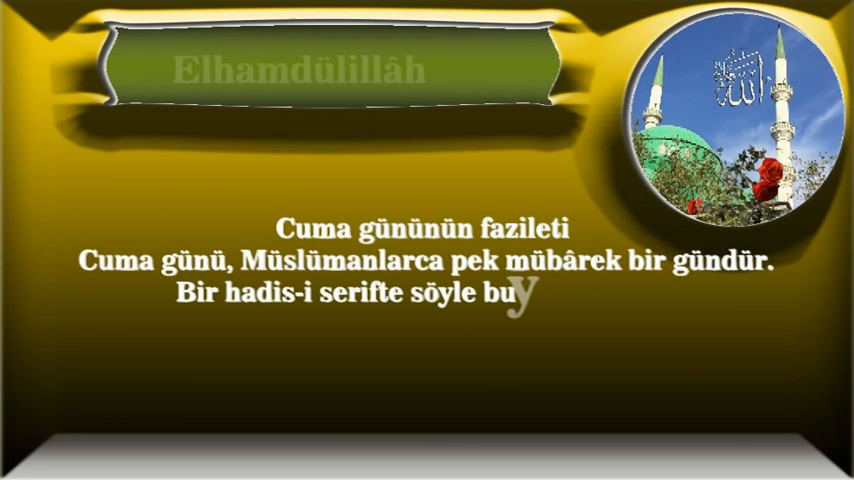 Elhamdülillâh
الله
Cuma gününün fazileti
Cuma günü, Müslümanlarca pek mübârek bir gündür.
Bir hadis-i serifte söyle buy